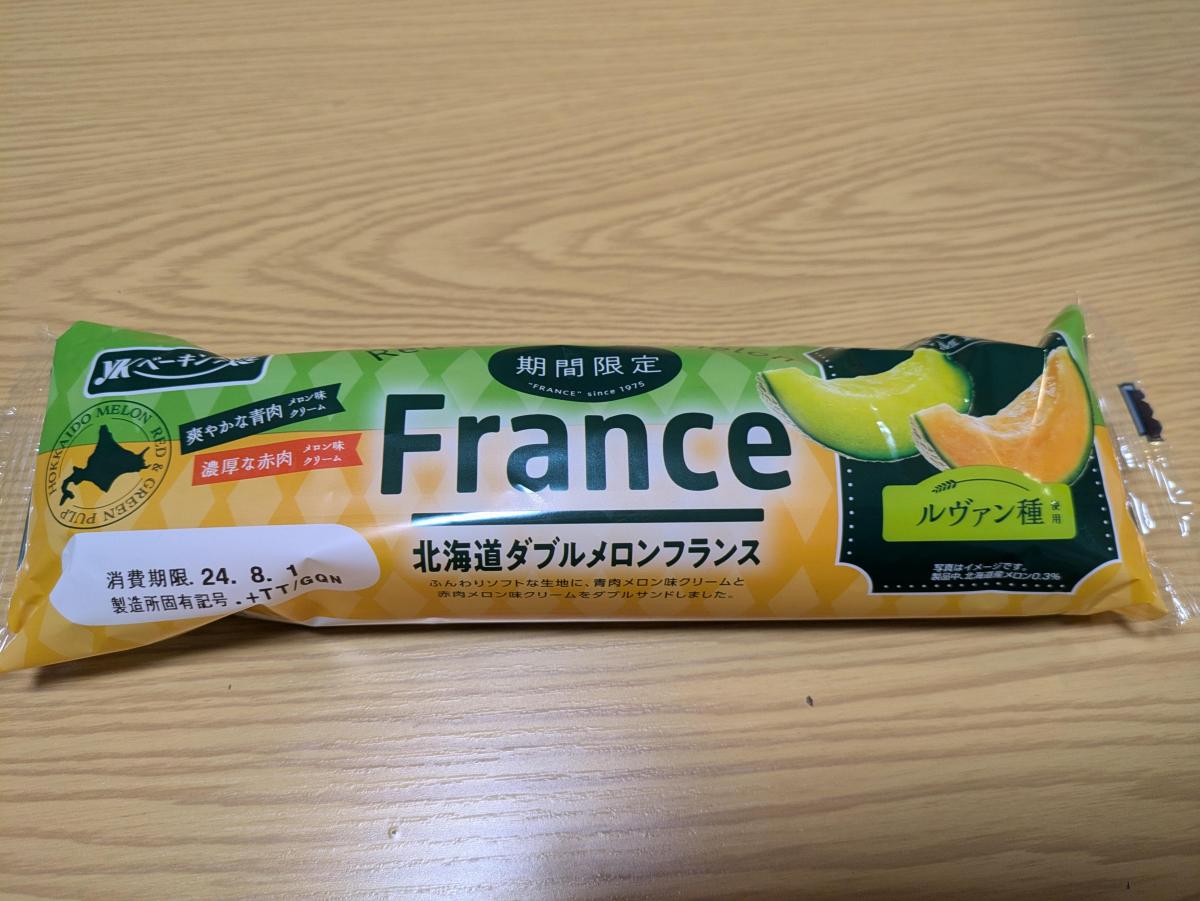 YK ベーキング
期間限定
"FRANCE" since 1975
HOKKAIDO MELON RED & GREEN PULP
爽やかな青肉 メロン味クリーム
濃厚な赤肉 メロン味クリーム
France
北海道ダブルメロンフランス
ふんわりソフトな生地に、青肉メロン味クリームと
赤肉メロン味クリームをダブルサンドしました。
消費期限. 24. 8. 1
製造所固有記号 .+TT/GQN
ルヴァン種 使用
写真はイメージです。
製品中、北海道産メロン0.3%